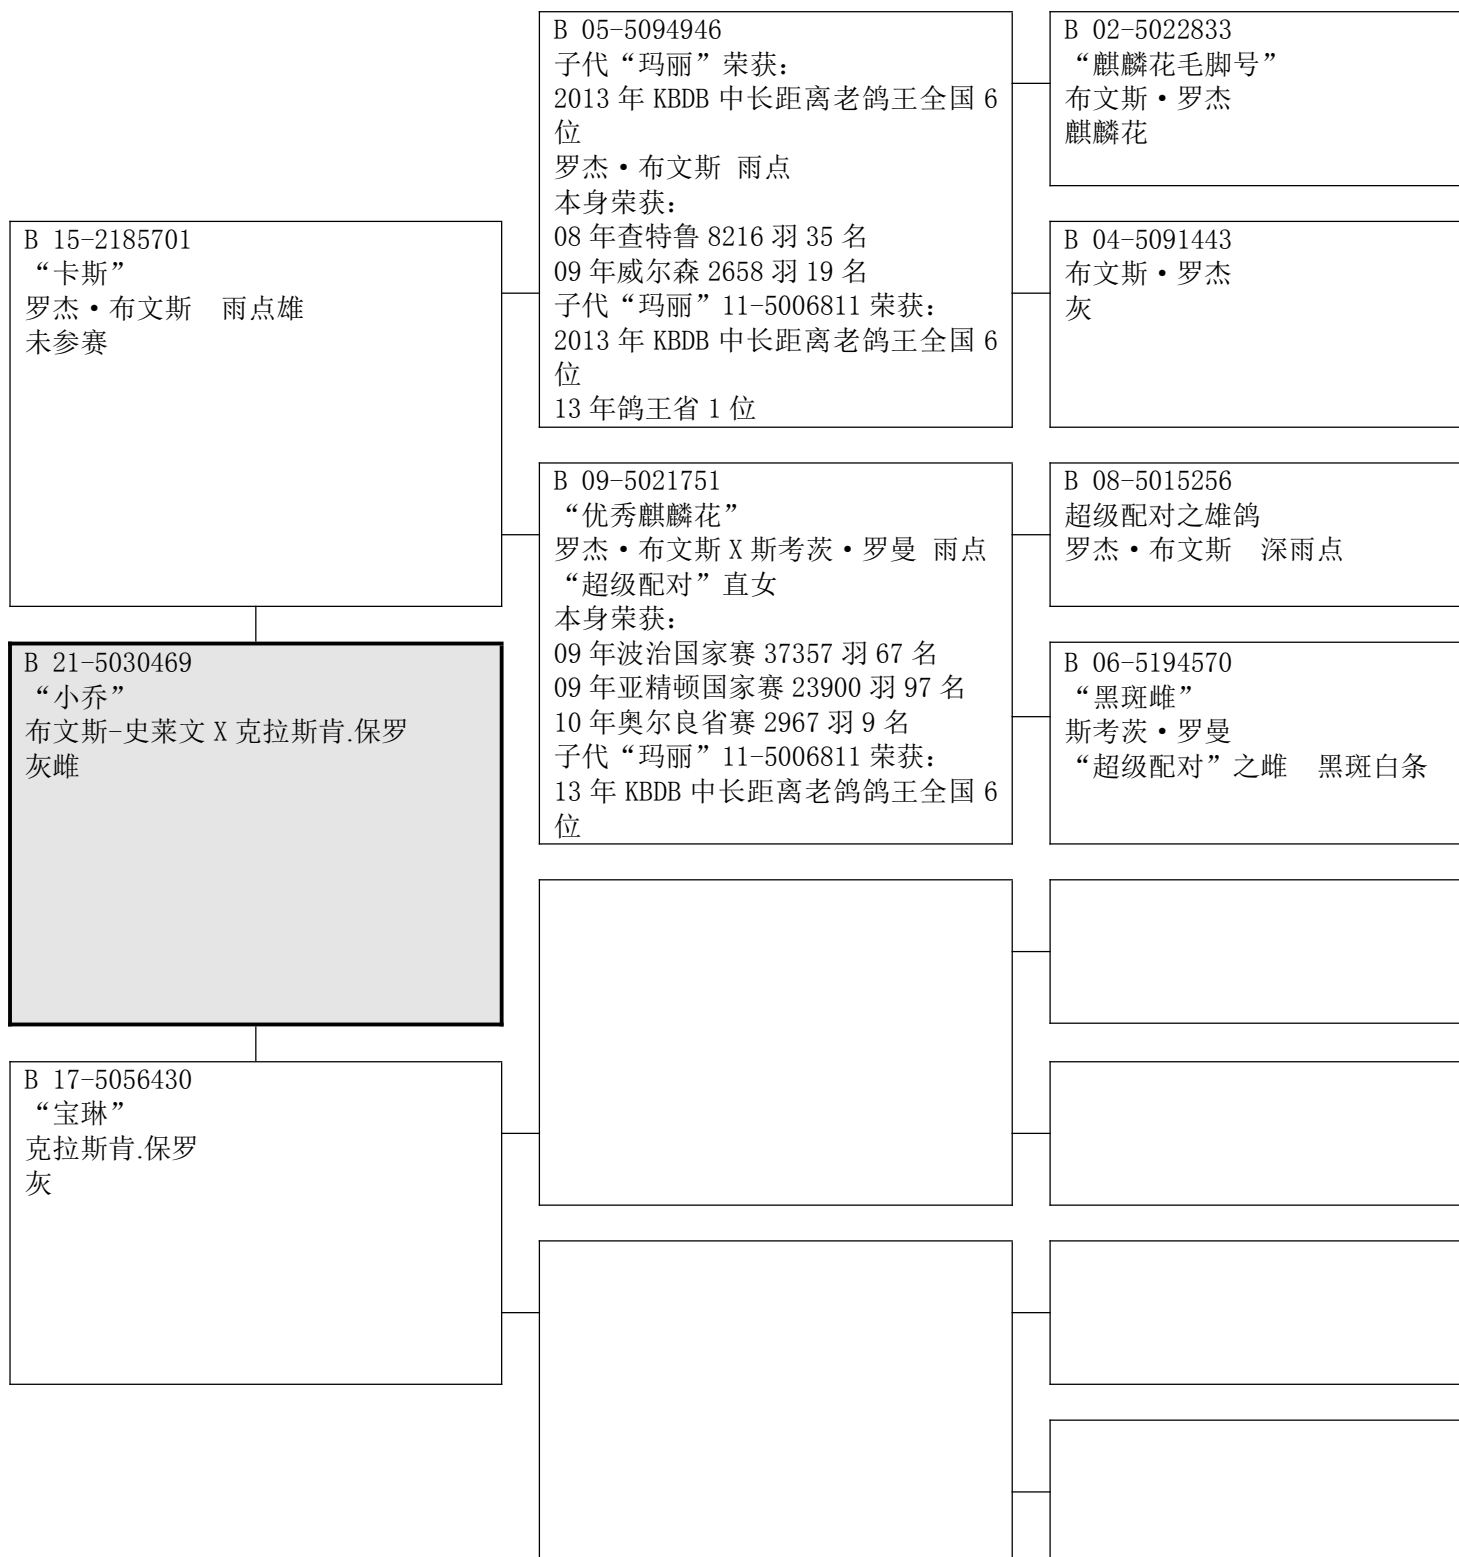 B 05-5094946
子代“玛丽”荣获：
2013 年 KBDB 中长距离老鸽王全国 6
位
罗杰·布文斯 雨点
本身荣获：
08 年查特鲁 8216 羽 35 名
09 年威尔森 2658 羽 19 名
子代“玛丽”11-5006811 荣获：
2013 年 KBDB 中长距离老鸽王全国 6
位
13 年鸽王省 1 位
B 02-5022833
“麒麟花毛脚号”
布文斯·罗杰
麒麟花
B 04-5091443
布文斯·罗杰
灰
B 15-2185701
“卡斯”
罗杰·布文斯 雨点雄
未参赛
B 09-5021751
“优秀麒麟花”
罗杰·布文斯 X 斯考茨·罗曼 雨点
“超级配对”直女
本身荣获：
09 年波治国家赛 37357 羽 67 名
09 年亚精顿国家赛 23900 羽 97 名
10 年奥尔良省赛 2967 羽 9 名
子代“玛丽”11-5006811 荣获：
13 年 KBDB 中长距离老鸽鸽王全国 6
位
B 08-5015256
超级配对之雄鸽
罗杰·布文斯 深雨点
B 06-5194570
“黑斑雌”
斯考茨·罗曼
“超级配对”之雌 黑斑白条
B 21-5030469
“小乔”
布文斯-史莱文 X 克拉斯肯.保罗
灰雌
B 17-5056430
“宝琳”
克拉斯肯.保罗
灰